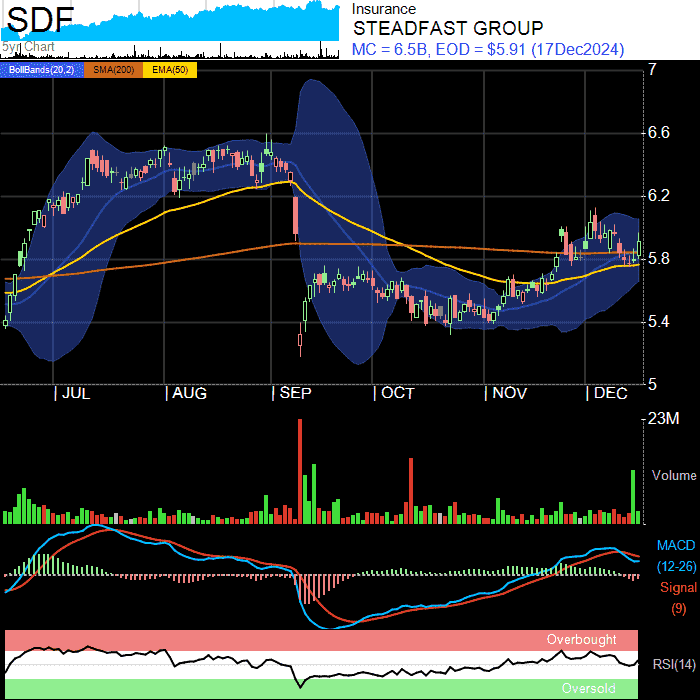 SDF
5yr Chart
Insurance
STEADFAST GROUP
MC = 6.5B, EOD = $5.91 (17Dec2024)
BollBands(20,2) SMA(200) EMA(50)
7
6.6
6.2
5.8
5.4
5
JUL AUG SEP OCT NOV DEC
23M
Volume
MACD
(12-26)
Signal
(9)
Overbought
RSI(14)
Oversold